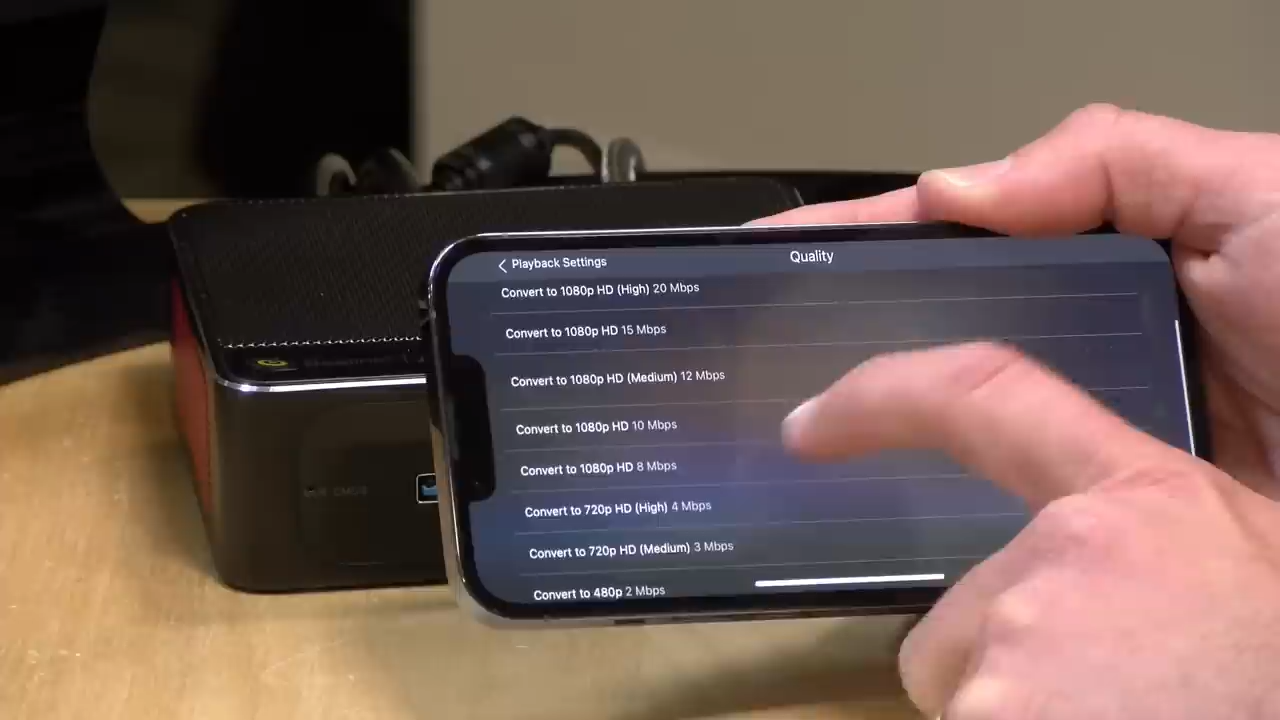 Playback Settings
Quality
Convert to 1080p HD (High) 20 Mbps
Convert to 1080p HD 15 Mbps
Convert to 1080p HD (Medium) 12 Mbps
Convert to 1080p HD 10 Mbps
Convert to 1080p HD 8 Mbps
Convert to 720p HD (High) 4 Mbps
Convert to 720p HD (Medium) 3 Mbps
Convert to 480p 2 Mbps
CMOS